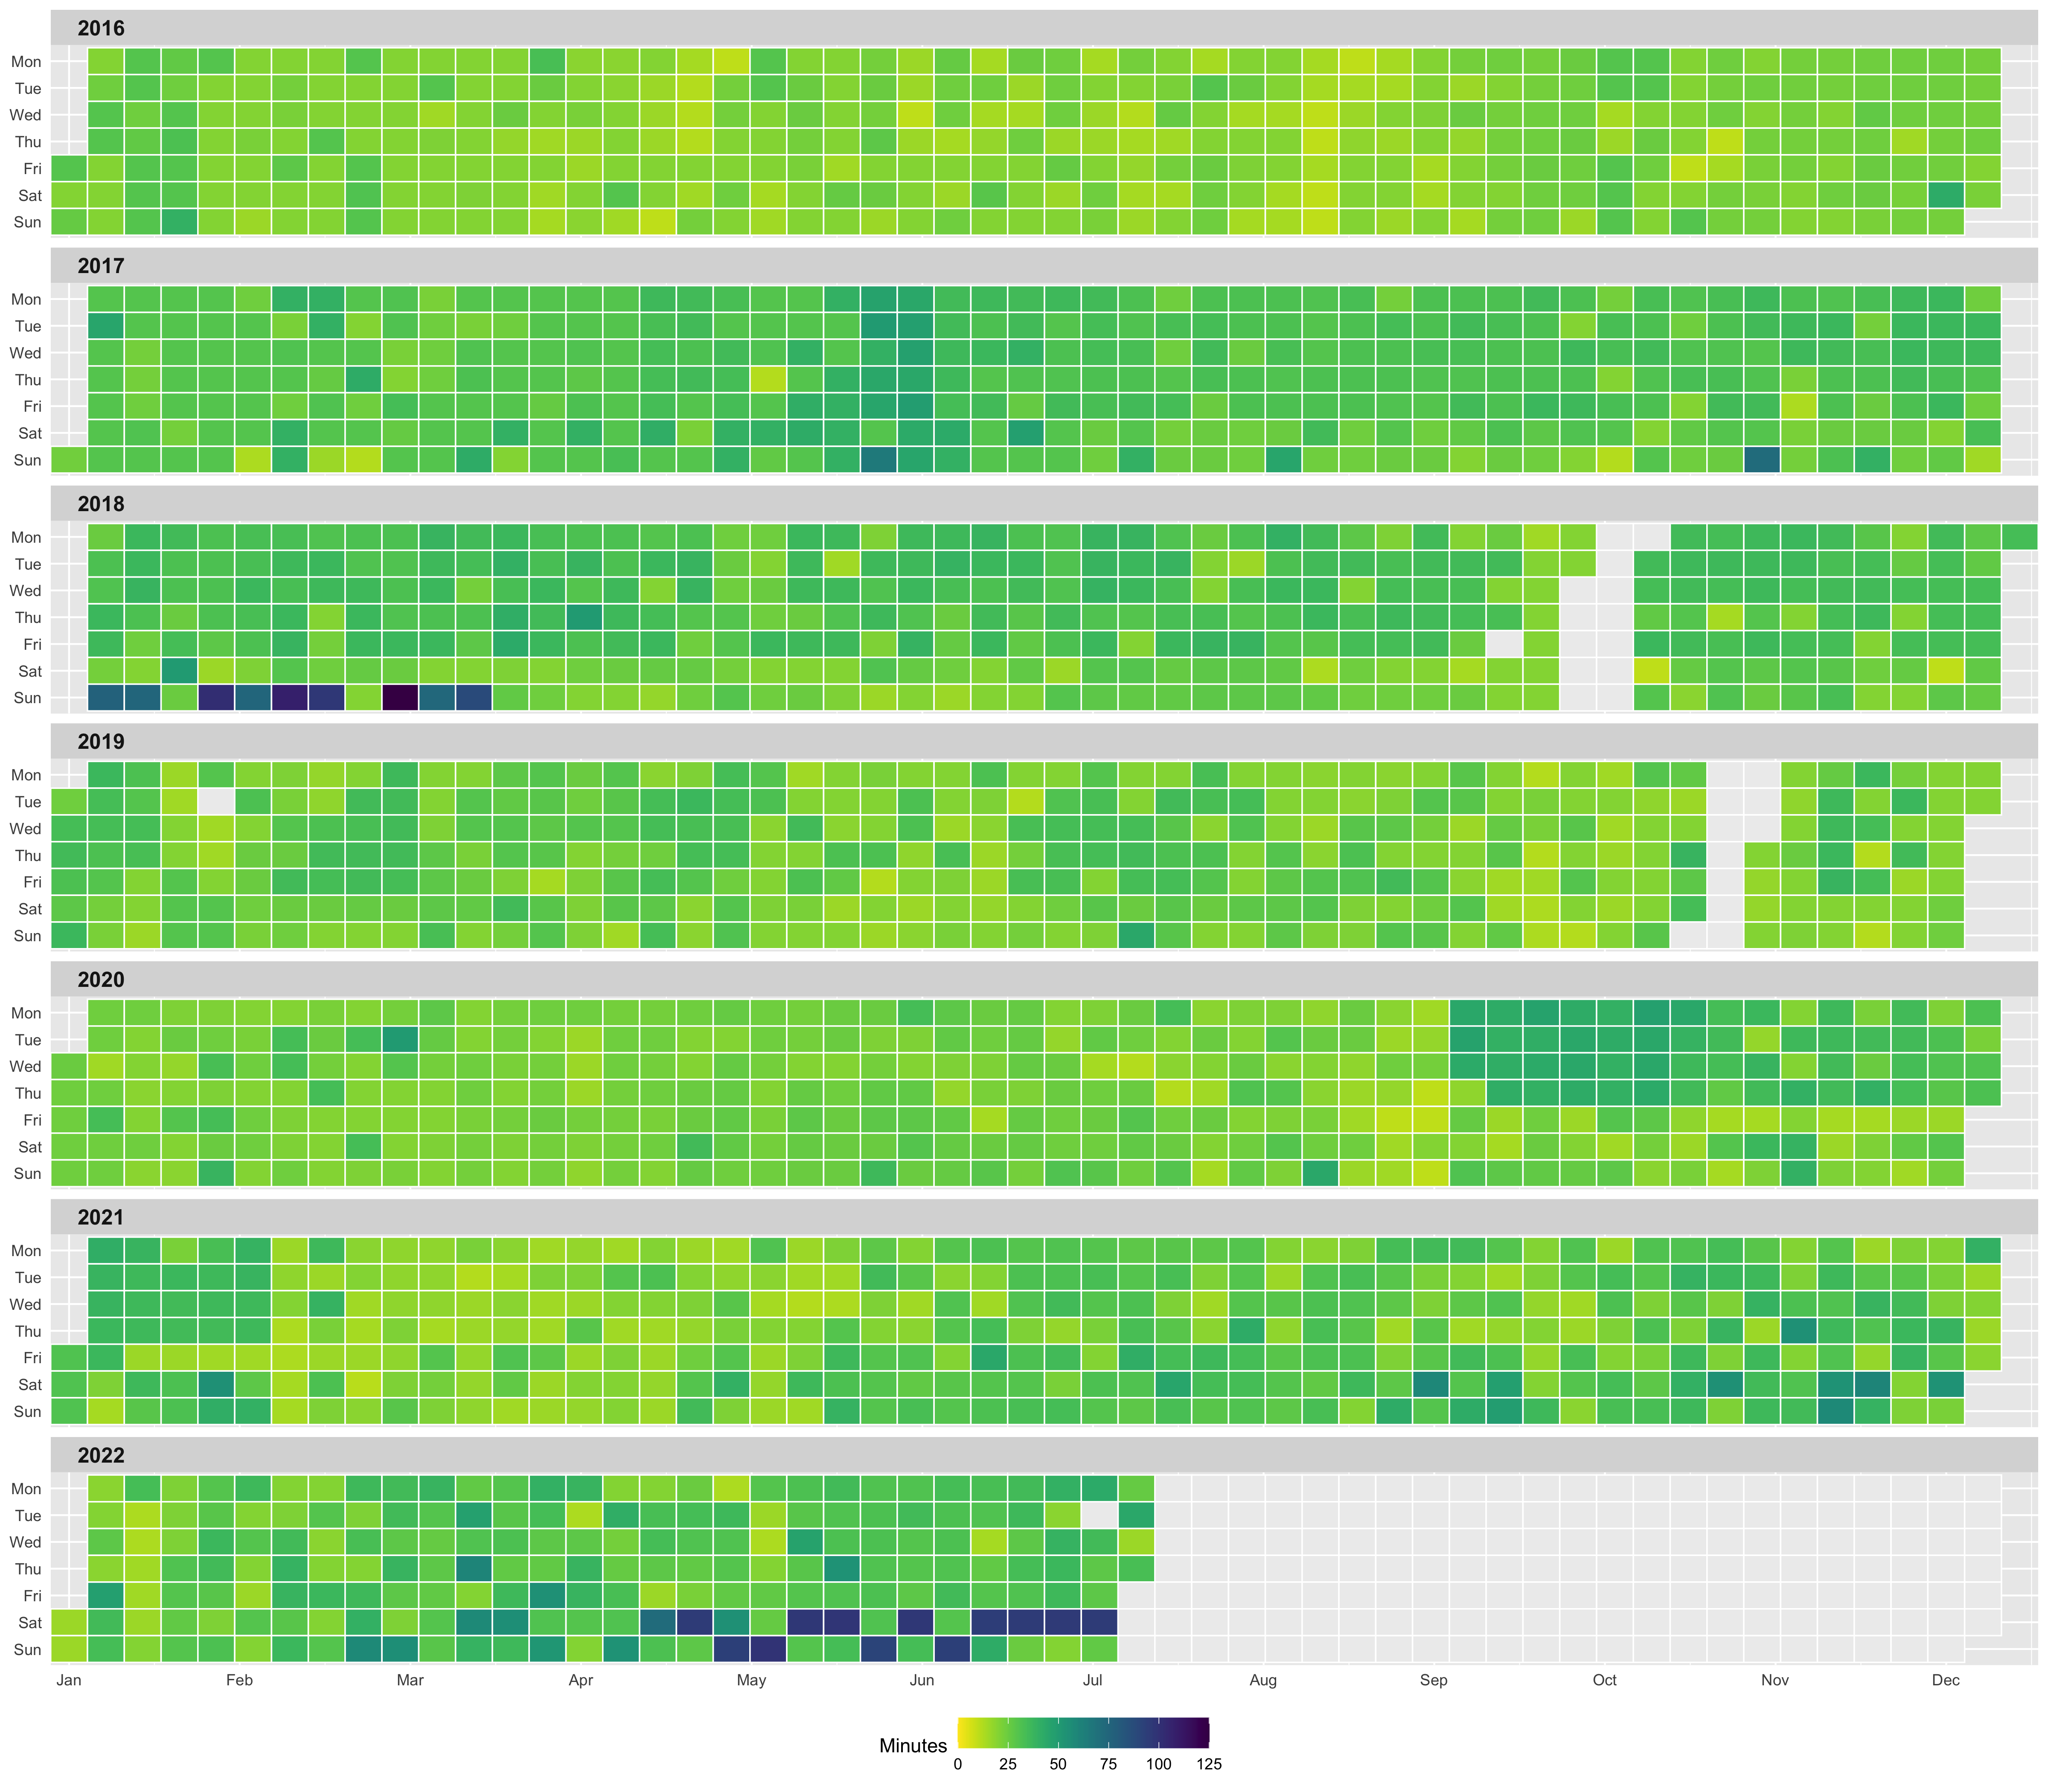 2016
Mon
Tue
Wed
Thu
Fri
Sat
Sun
2017
Mon
Tue
Wed
Thu
Fri
Sat
Sun
2018
Mon
Tue
Wed
Thu
Fri
Sat
Sun
2019
Mon
Tue
Wed
Thu
Fri
Sat
Sun
2020
Mon
Tue
Wed
Thu
Fri
Sat
Sun
2021
Mon
Tue
Wed
Thu
Fri
Sat
Sun
2022
Mon
Tue
Wed
Thu
Fri
Sat
Sun
Jan Feb Mar Apr May Jun Jul Aug Sep Oct Nov Dec
Minutes
0 25 50 75 100 125